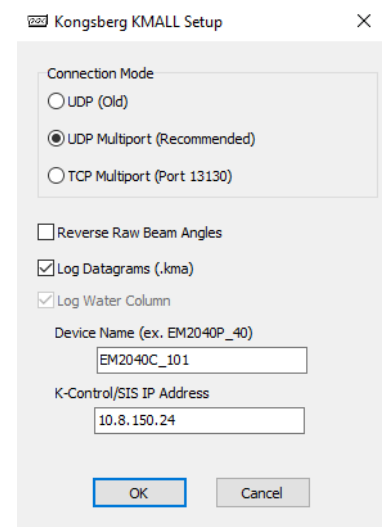 Kongsberg KMALL Setup
Connection Mode
UDP (Old)
UDP Multiport (Recommended)
TCP Multiport (Port 13130)
Reverse Raw Beam Angles
Log Datagrams (.kma)
Log Water Column
Device Name (ex. EM2040P_40)
EM2040C_101
K-Control/SIS IP Address
10.8.150.24
OK Cancel